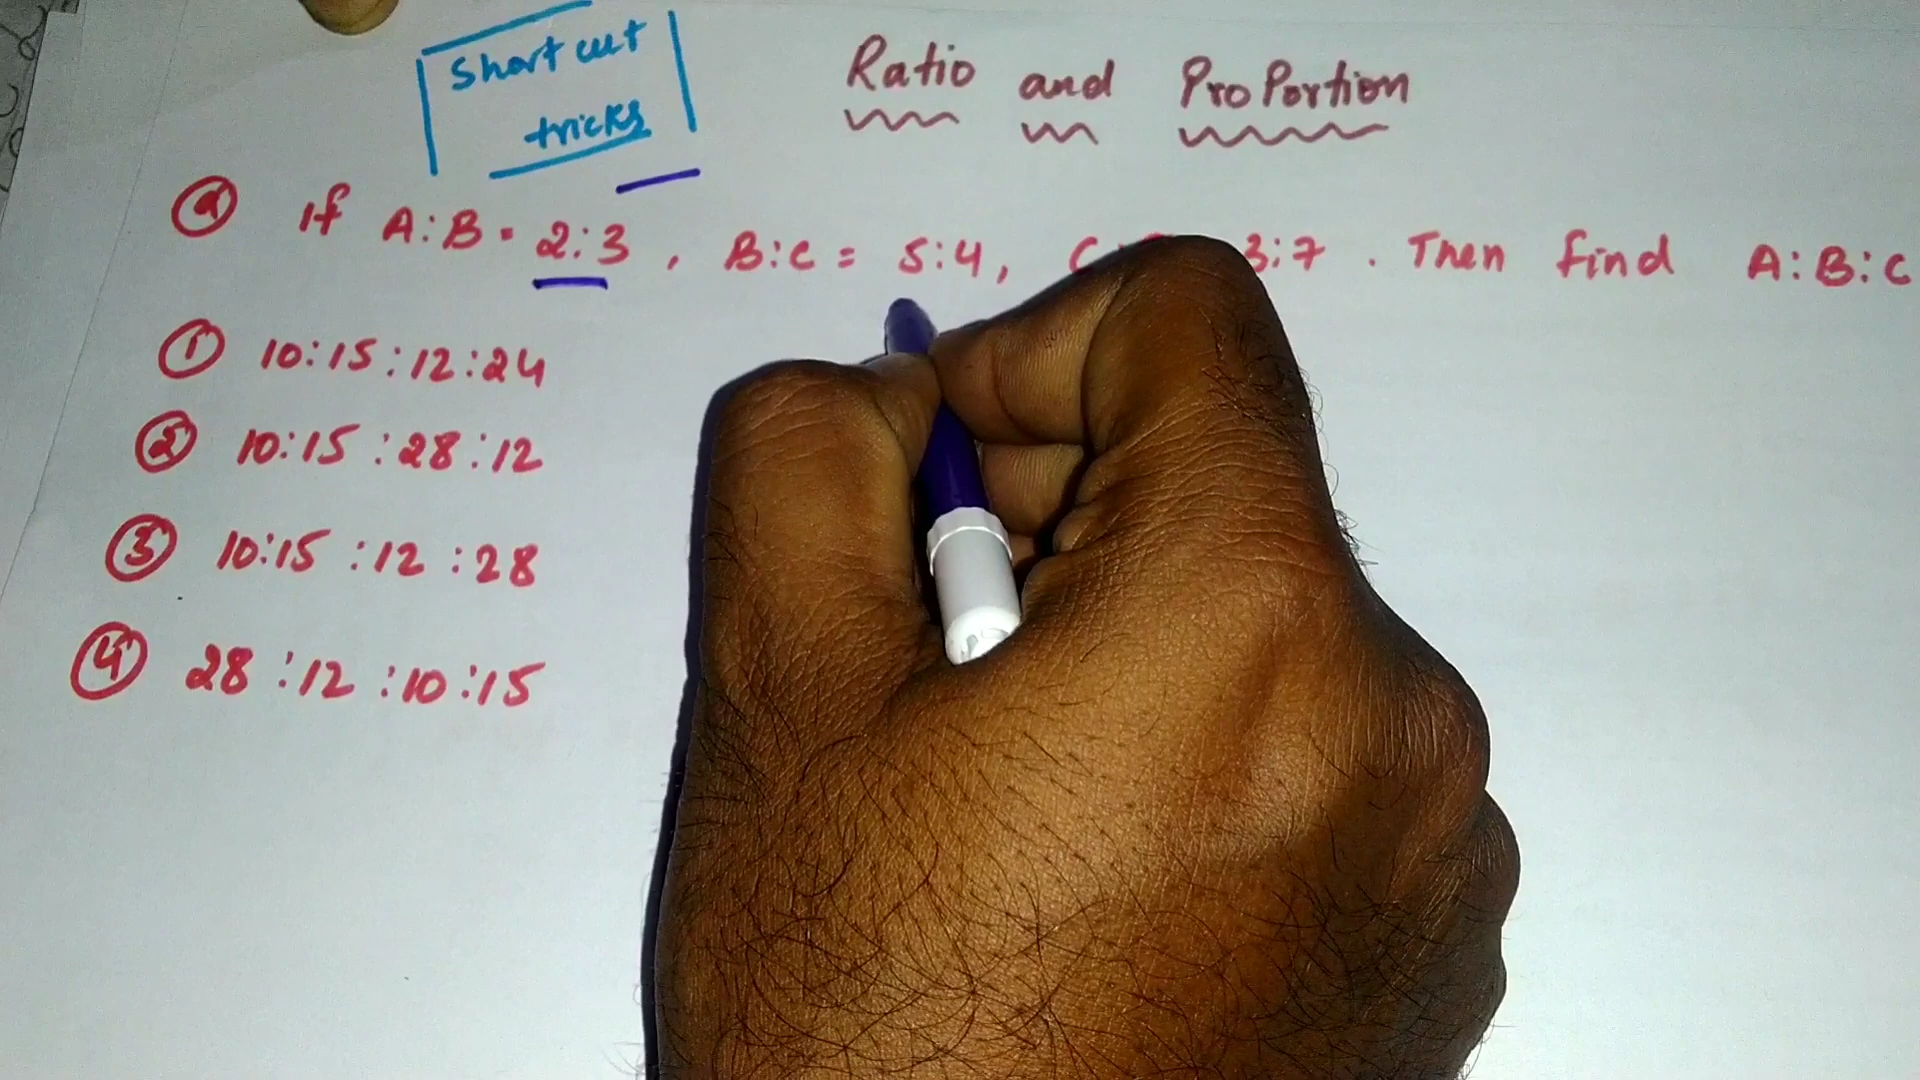 Short cut
tricks
Ratio and ProPortion
Q If A:B = 2:3 , B:C = 5:4, C 3:7 . Then find A:B:C
① 10:15:12:24
② 10:15:28:12
③ 10:15:12:28
④ 28:12:10:15